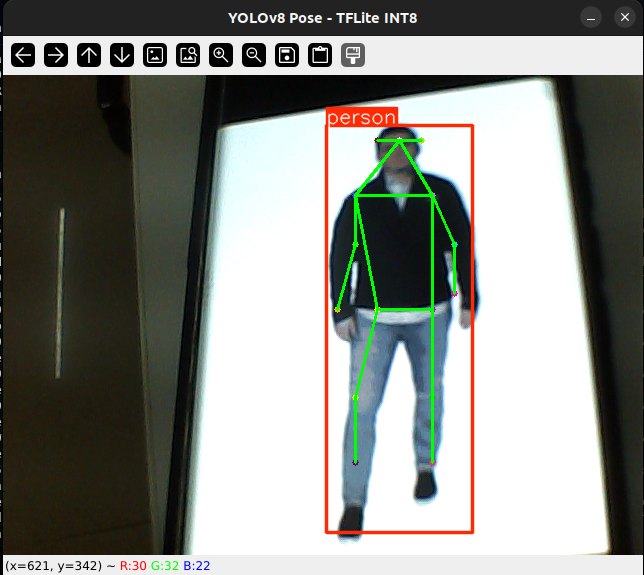 YOLOv8 Pose - TFLite INT8
person
(x=621, y=342) ~ R:30 G:32 B:22